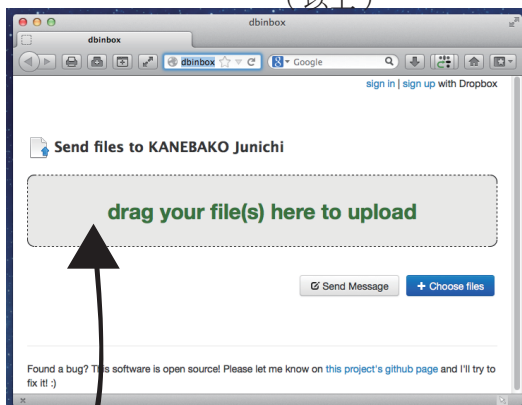 （以上）
dbinbox
dbinbox
dbinbox
Google
sign in | sign up with Dropbox
Send files to KANEBAKO Junichi
drag your file(s) here to upload
Send Message
+ Choose files
Found a bug? This software is open source! Please let me know on this project's github page and I'll try to
fix it! :)